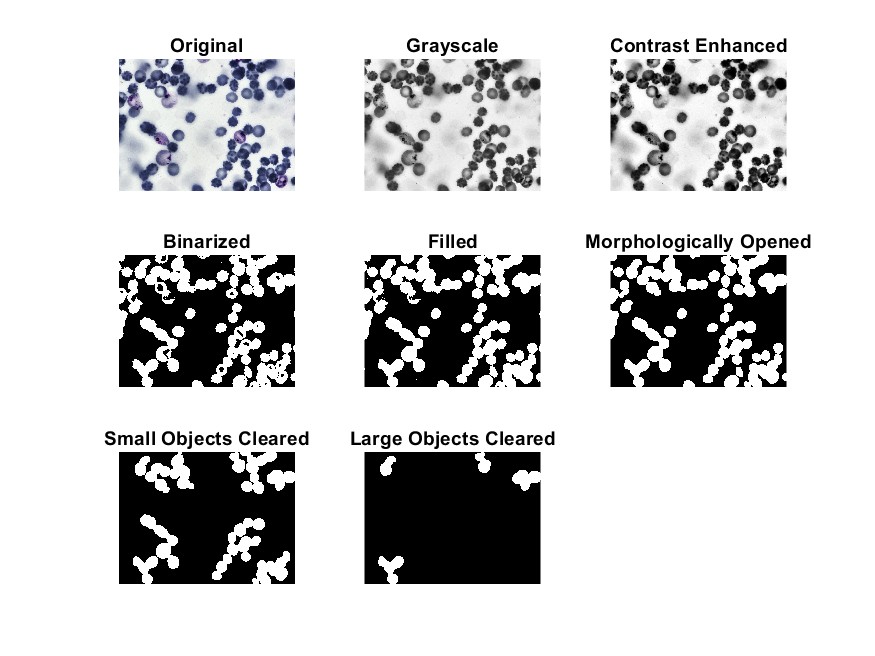 Original
Grayscale
Contrast Enhanced
Binarized
Filled
Morphologically Opened
Small Objects Cleared
Large Objects Cleared